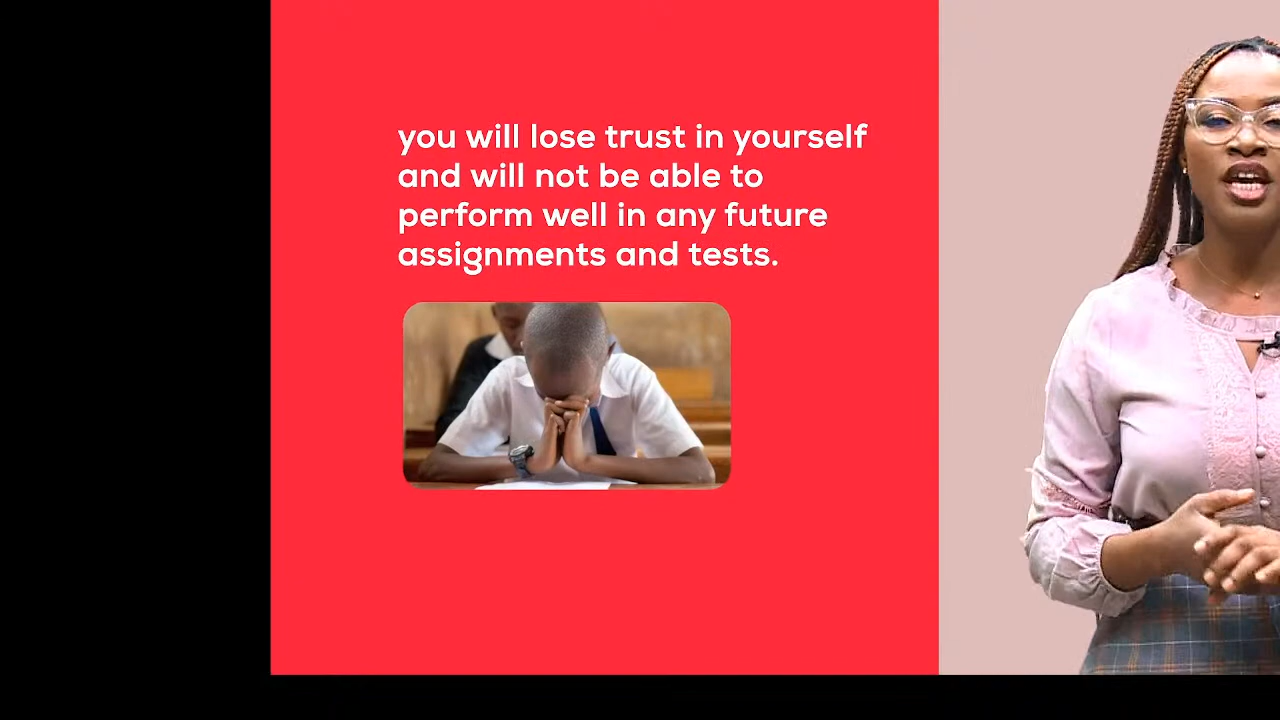 you will lose trust in yourself
and will not be able to
perform well in any future
assignments and tests.